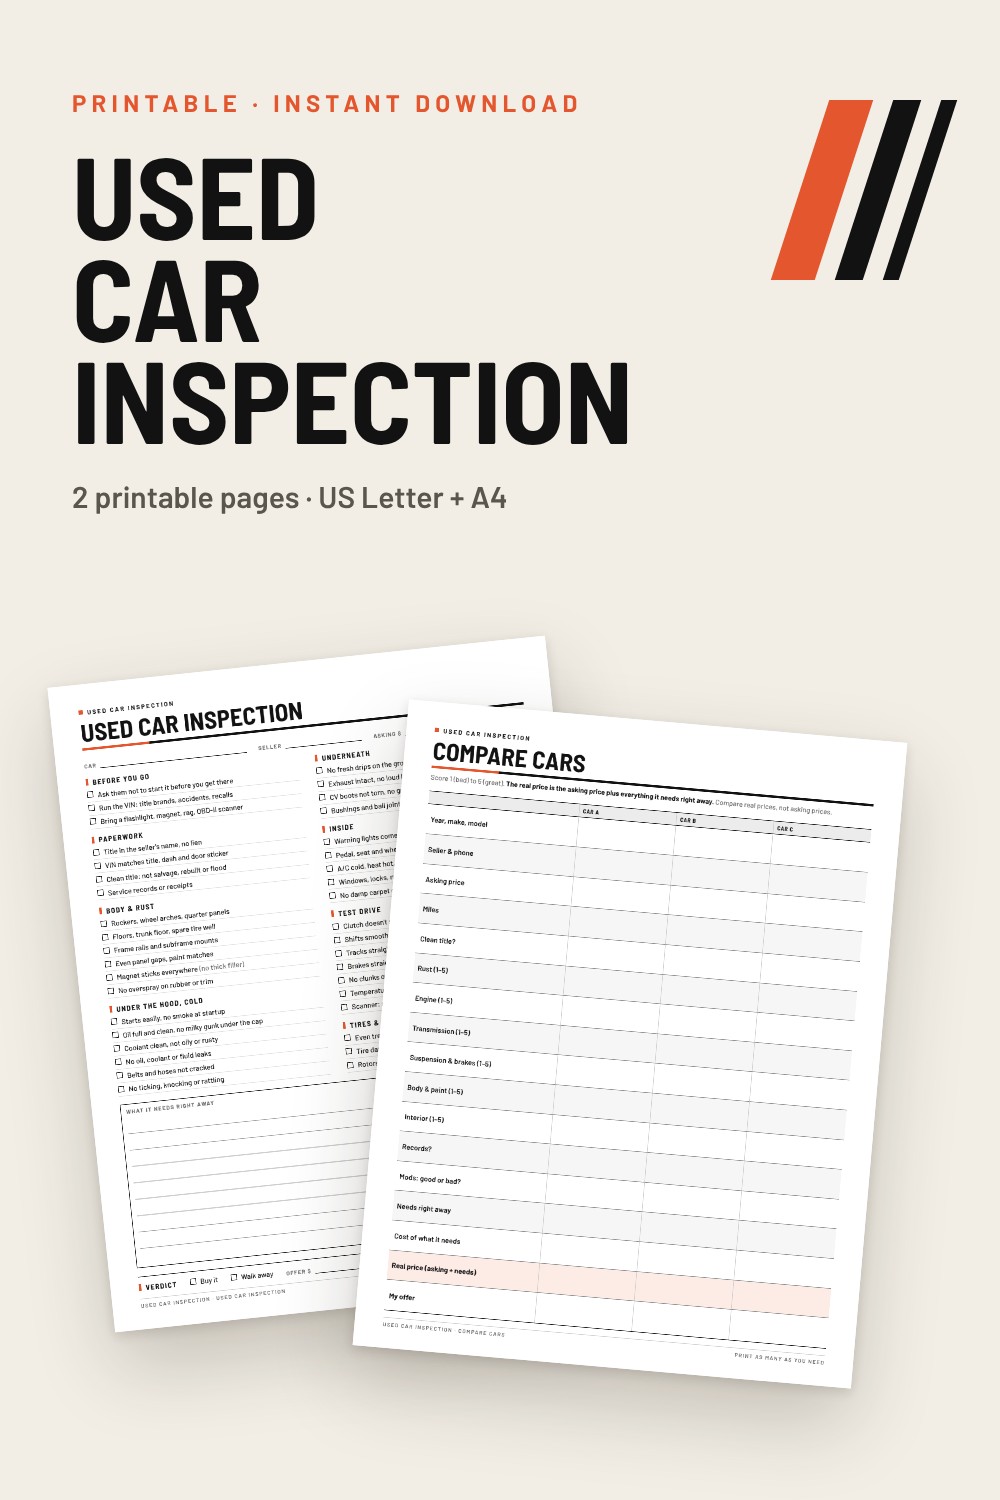 PRINTABLE · INSTANT DOWNLOAD
USED
CAR
INSPECTION
2 printable pages · US Letter + A4
USED CAR INSPECTION
USED CAR INSPECTION
CAR
SELLER
ASKING $
BEFORE YOU GO
Ask them not to start it before you get there
Run the VIN: title brands, accidents, recalls
Bring a flashlight, magnet, rag, OBD-II scanner
PAPERWORK
Title in the seller's name, no lien
VIN matches title, dash and door sticker
Clean title: not salvage, rebuilt or flood
Service records or receipts
BODY & RUST
Rockers, wheel arches, quarter panels
Floors, trunk floor, spare tire well
Frame rails and subframe mounts
Even panel gaps, paint matches
Magnet sticks everywhere (no thick filler)
No overspray on rubber or trim
UNDER THE HOOD, COLD
Starts easily, no smoke at startup
Oil full and clean, no milky gunk under the cap
Coolant clean, not oily or rusty
No oil, coolant or fluid leaks
Belts and hoses not cracked
No ticking, knocking or rattling
UNDERNEATH
No fresh drips on the
Exhaust intact, no loud
CV boots not torn, no
Bushings and ball
INSIDE
Warning lights come
Pedal, seat and
A/C cold, heat hot,
Windows, locks,
No damp carpet
TEST DRIVE
Clutch doesn't
Shifts
Tracks
Brakes
No clunks
Scanner:
TIRES &
Even
Tire
WHAT IT NEEDS RIGHT AWAY
VERDICT
Buy it
Walk away
OFFER $
USED CAR INSPECTION · USED CAR INSPECTION
USED CAR INSPECTION
COMPARE CARS
Score 1 (bad) to 5 (great). The real price is the asking price plus everything it needs right away. Compare real prices, not asking prices.
CAR A
CAR B
CAR C
Year, make, model
Seller & phone
Asking price
Miles
Clean title?
Rust (1–5)
Engine (1–5)
Transmission (1–5)
Suspension & brakes (1–5)
Body & paint (1–5)
Interior (1–5)
Records?
Mods: good or bad?
Needs right away
Cost of what it needs
Real price (asking + needs)
My offer
USED CAR INSPECTION · COMPARE CARS
PRINT AS MANY AS YOU NEED